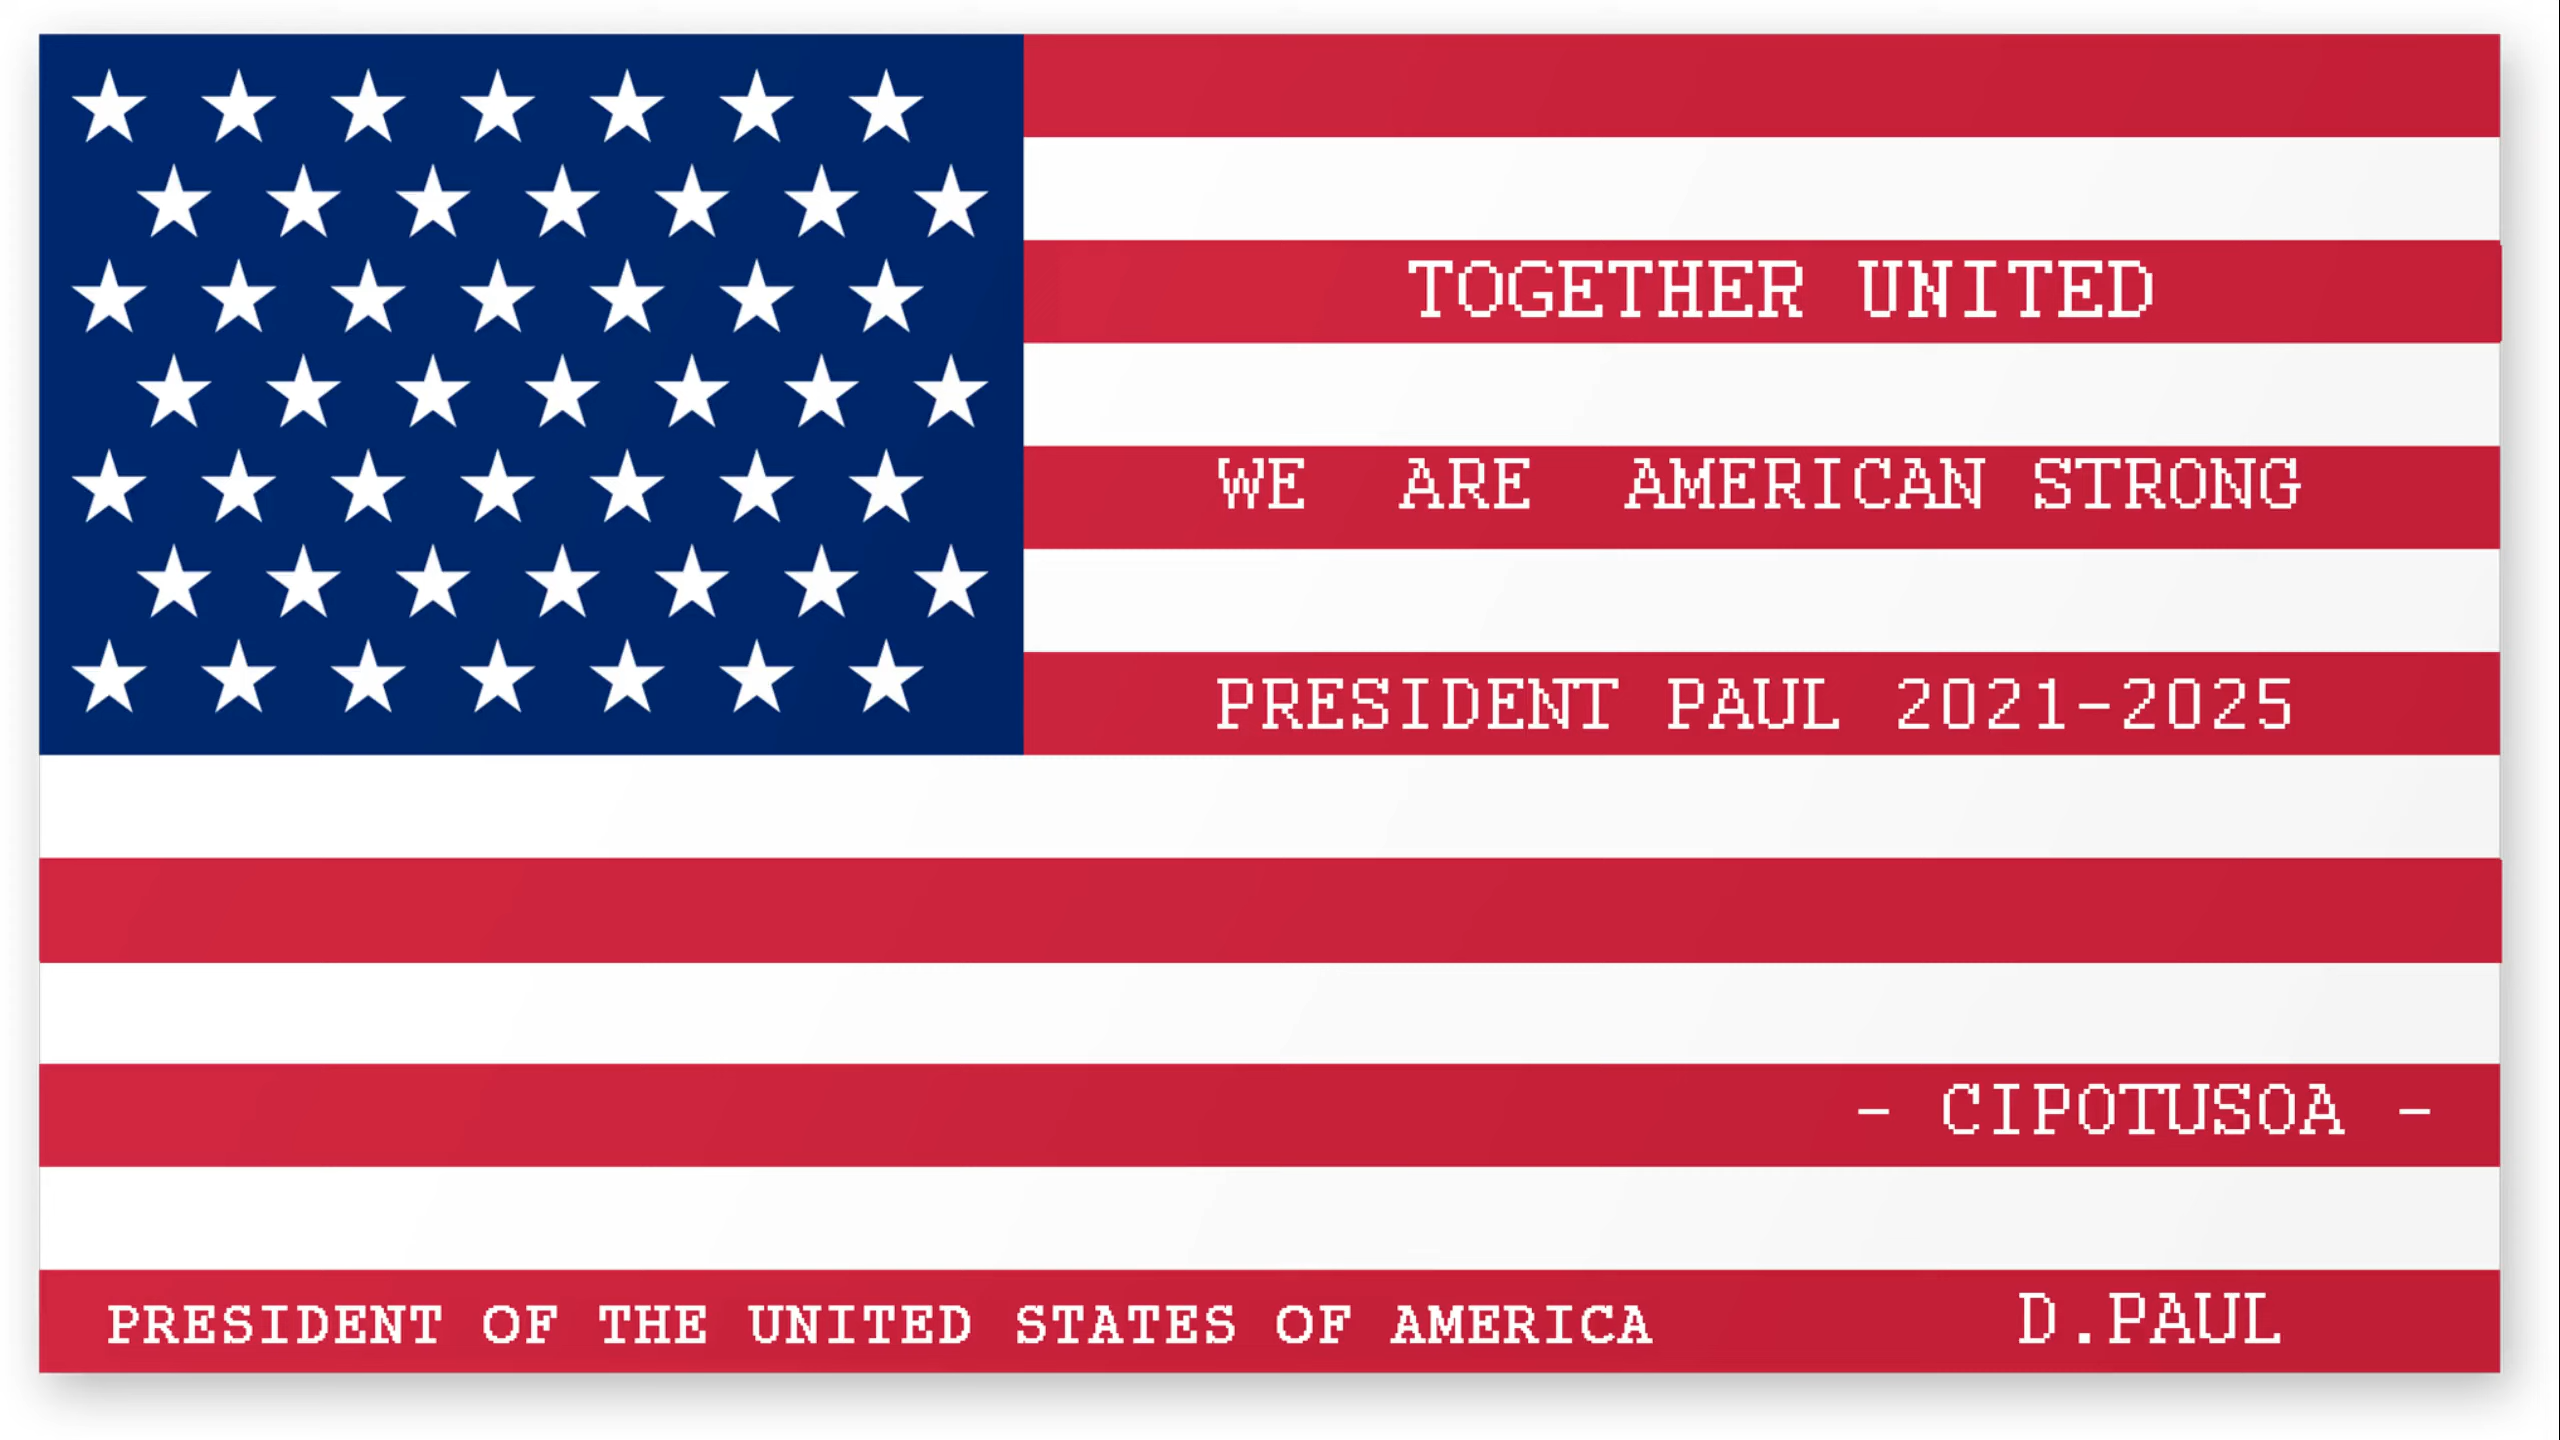 TOGETHER UNITED
WE ARE AMERICAN STRONG
PRESIDENT PAUL 2021-2025
- CIPOTUSOA -
PRESIDENT OF THE UNITED STATES OF AMERICA D.PAUL